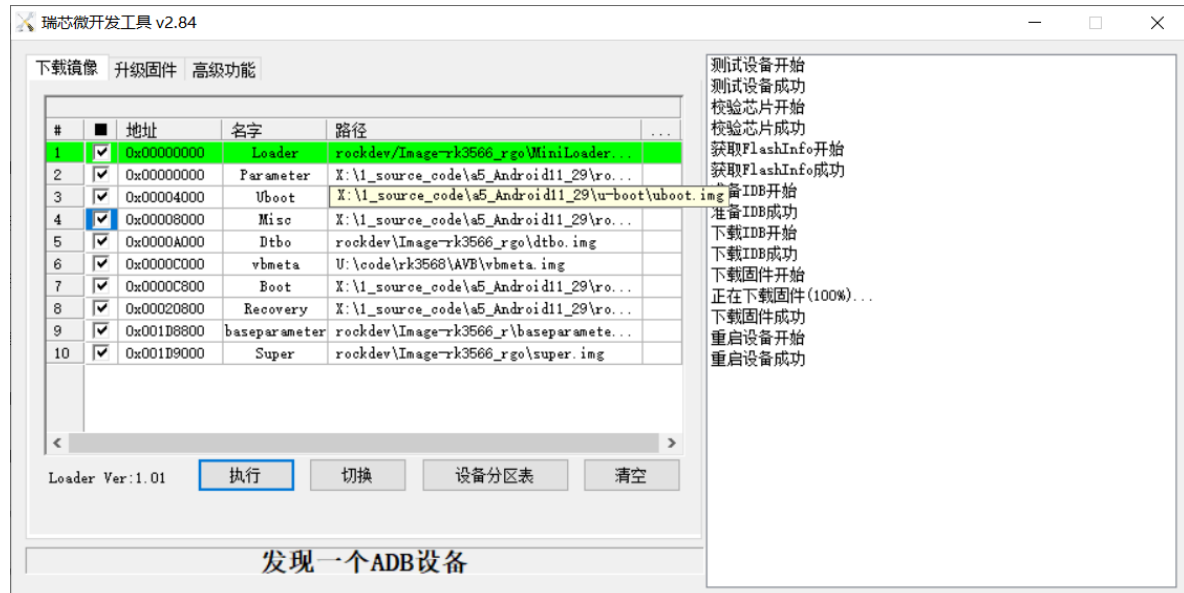 瑞芯微开发工具 v2.84
下载镜像 升级固件 高级功能
# 地址 名字 路径 ...
1 0x00000000 Loader rockdev/Image-rk3566_rgo\MiniLoader...
2 0x00000000 Parameter X:\1_source_code\a5_Android11_29\ro...
3 0x00004000 Uboot X:\1_source_code\a5_Android11_29\u-boot\uboot.img
4 0x00008000 Misc X:\1_source_code\a5_Android11_29\ro...
5 0x0000A000 Dtbo rockdev\Image-rk3566_rgo\dtbo.img
6 0x0000C000 vbmeta U:\code\rk3568\AVB\vbmeta.img
7 0x0000C800 Boot X:\1_source_code\a5_Android11_29\ro...
8 0x00020800 Recovery X:\1_source_code\a5_Android11_29\ro...
9 0x001D8800 baseparameter rockdev\Image-rk3566_r\baseparamete...
10 0x001D9000 Super rockdev\Image-rk3566_rgo\super.img
Loader Ver:1.01 执行 切换 设备分区表 清空
发现一个ADB设备
测试设备开始
测试设备成功
校验芯片开始
校验芯片成功
获取FlashInfo开始
获取FlashInfo成功
备IDB开始
准备IDB成功
下载IDB开始
下载IDB成功
下载固件开始
正在下载固件(100%)...
下载固件成功
重启设备开始
重启设备成功